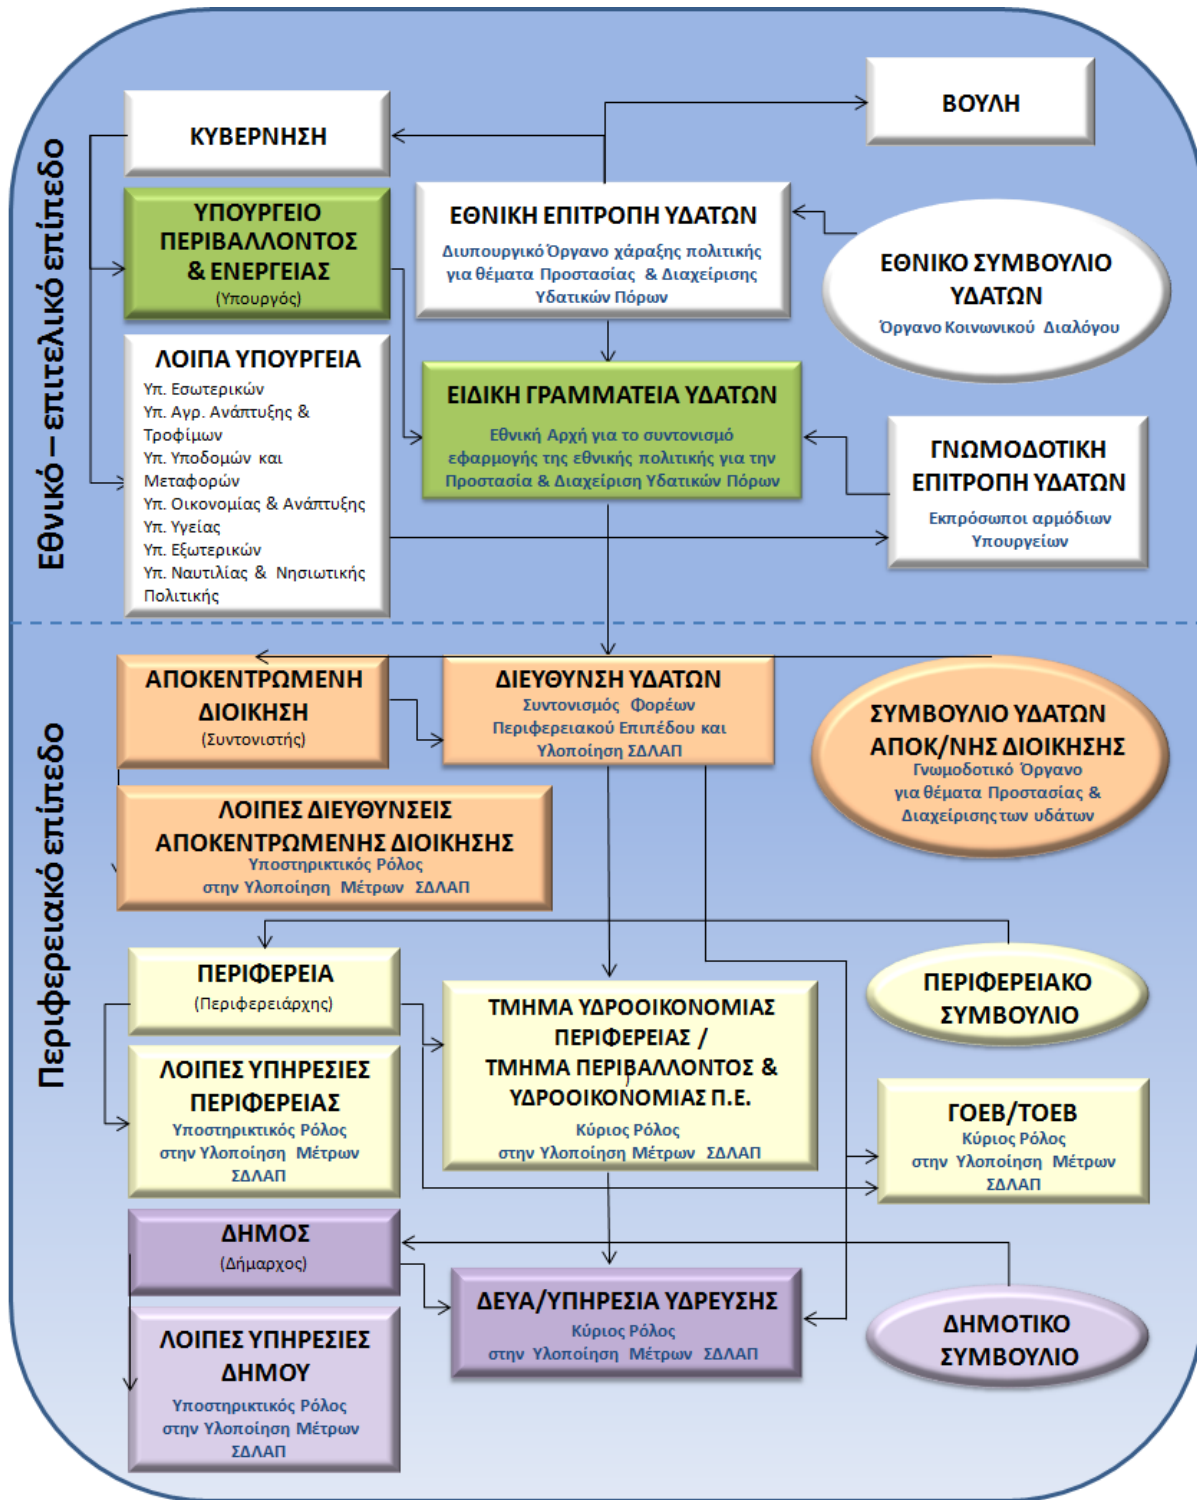 Εθνικό – επιτελικό επίπεδο
ΚΥΒΕΡΝΗΣΗ
ΒΟΥΛΗ
ΥΠΟΥΡΓΕΙΟ
ΠΕΡΙΒΑΛΛΟΝΤΟΣ
& ΕΝΕΡΓΕΙΑΣ
(Υπουργός)
ΕΘΝΙΚΗ ΕΠΙΤΡΟΠΗ ΥΔΑΤΩΝ
Διυπουργικό Όργανο χάραξης πολιτικής
για θέματα Προστασίας & Διαχείρισης
Υδατικών Πόρων
ΕΘΝΙΚΟ ΣΥΜΒΟΥΛΙΟ
ΥΔΑΤΩΝ
Όργανο Κοινωνικού Διαλόγου
ΛΟΙΠΑ ΥΠΟΥΡΓΕΙΑ
Υπ. Εσωτερικών
Υπ. Αγρ. Ανάπτυξης &
Τροφίμων
Υπ. Υποδομών και
Μεταφορών
Υπ. Οικονομίας & Ανάπτυξης
Υπ. Υγείας
Υπ. Εξωτερικών
Υπ. Ναυτιλίας & Νησιωτικής
Πολιτικής
ΕΙΔΙΚΗ ΓΡΑΜΜΑΤΕΙΑ ΥΔΑΤΩΝ
Εθνική Αρχή για το συντονισμό
εφαρμογής της εθνικής πολιτικής για την
Προστασία & Διαχείριση Υδατικών Πόρων
ΓΝΩΜΟΔΟΤΙΚΗ
ΕΠΙΤΡΟΠΗ ΥΔΑΤΩΝ
Εκπρόσωποι αρμόδιων
Υπουργείων
Περιφερειακό επίπεδο
ΑΠΟΚΕΝΤΡΩΜΕΝΗ
ΔΙΟΙΚΗΣΗ
(Συντονιστής)
ΔΙΕΥΘΥΝΣΗ ΥΔΑΤΩΝ
Συντονισμός Φορέων
Περιφερειακού Επιπέδου και
Υλοποίηση ΣΔΛΑΠ
ΣΥΜΒΟΥΛΙΟ ΥΔΑΤΩΝ
ΑΠΟΚ/ΝΗΣ ΔΙΟΙΚΗΣΗΣ
Γνωμοδοτικό Όργανο
για θέματα Προστασίας &
Διαχείρισης των υδάτων
ΛΟΙΠΕΣ ΔΙΕΥΘΥΝΣΕΙΣ
ΑΠΟΚΕΝΤΡΩΜΕΝΗΣ ΔΙΟΙΚΗΣΗΣ
Υποστηρικτικός Ρόλος
στην Υλοποίηση Μέτρων ΣΔΛΑΠ
ΠΕΡΙΦΕΡΕΙΑ
(Περιφερειάρχης)
ΤΜΗΜΑ ΥΔΡΟΟΙΚΟΝΟΜΙΑΣ
ΠΕΡΙΦΕΡΕΙΑΣ /
ΤΜΗΜΑ ΠΕΡΙΒΑΛΛΟΝΤΟΣ &
ΥΔΡΟΟΙΚΟΝΟΜΙΑΣ Π.Ε.
Κύριος Ρόλος
στην Υλοποίηση Μέτρων ΣΔΛΑΠ
ΠΕΡΙΦΕΡΕΙΑΚΟ
ΣΥΜΒΟΥΛΙΟ
ΛΟΙΠΕΣ ΥΠΗΡΕΣΙΕΣ
ΠΕΡΙΦΕΡΕΙΑΣ
Υποστηρικτικός Ρόλος
στην Υλοποίηση Μέτρων
ΣΔΛΑΠ
ΓΟΕΒ/ΤΟΕΒ
Κύριος Ρόλος
στην Υλοποίηση Μέτρων
ΣΔΛΑΠ
ΔΗΜΟΣ
(Δήμαρχος)
ΔΕΥΑ/ΥΠΗΡΕΣΙΑ ΥΔΡΕΥΣΗΣ
Κύριος Ρόλος
στην Υλοποίηση Μέτρων ΣΔΛΑΠ
ΔΗΜΟΤΙΚΟ
ΣΥΜΒΟΥΛΙΟ
ΛΟΙΠΕΣ ΥΠΗΡΕΣΙΕΣ
ΔΗΜΟΥ
Υποστηρικτικός Ρόλος
στην Υλοποίηση Μέτρων
ΣΔΛΑΠ